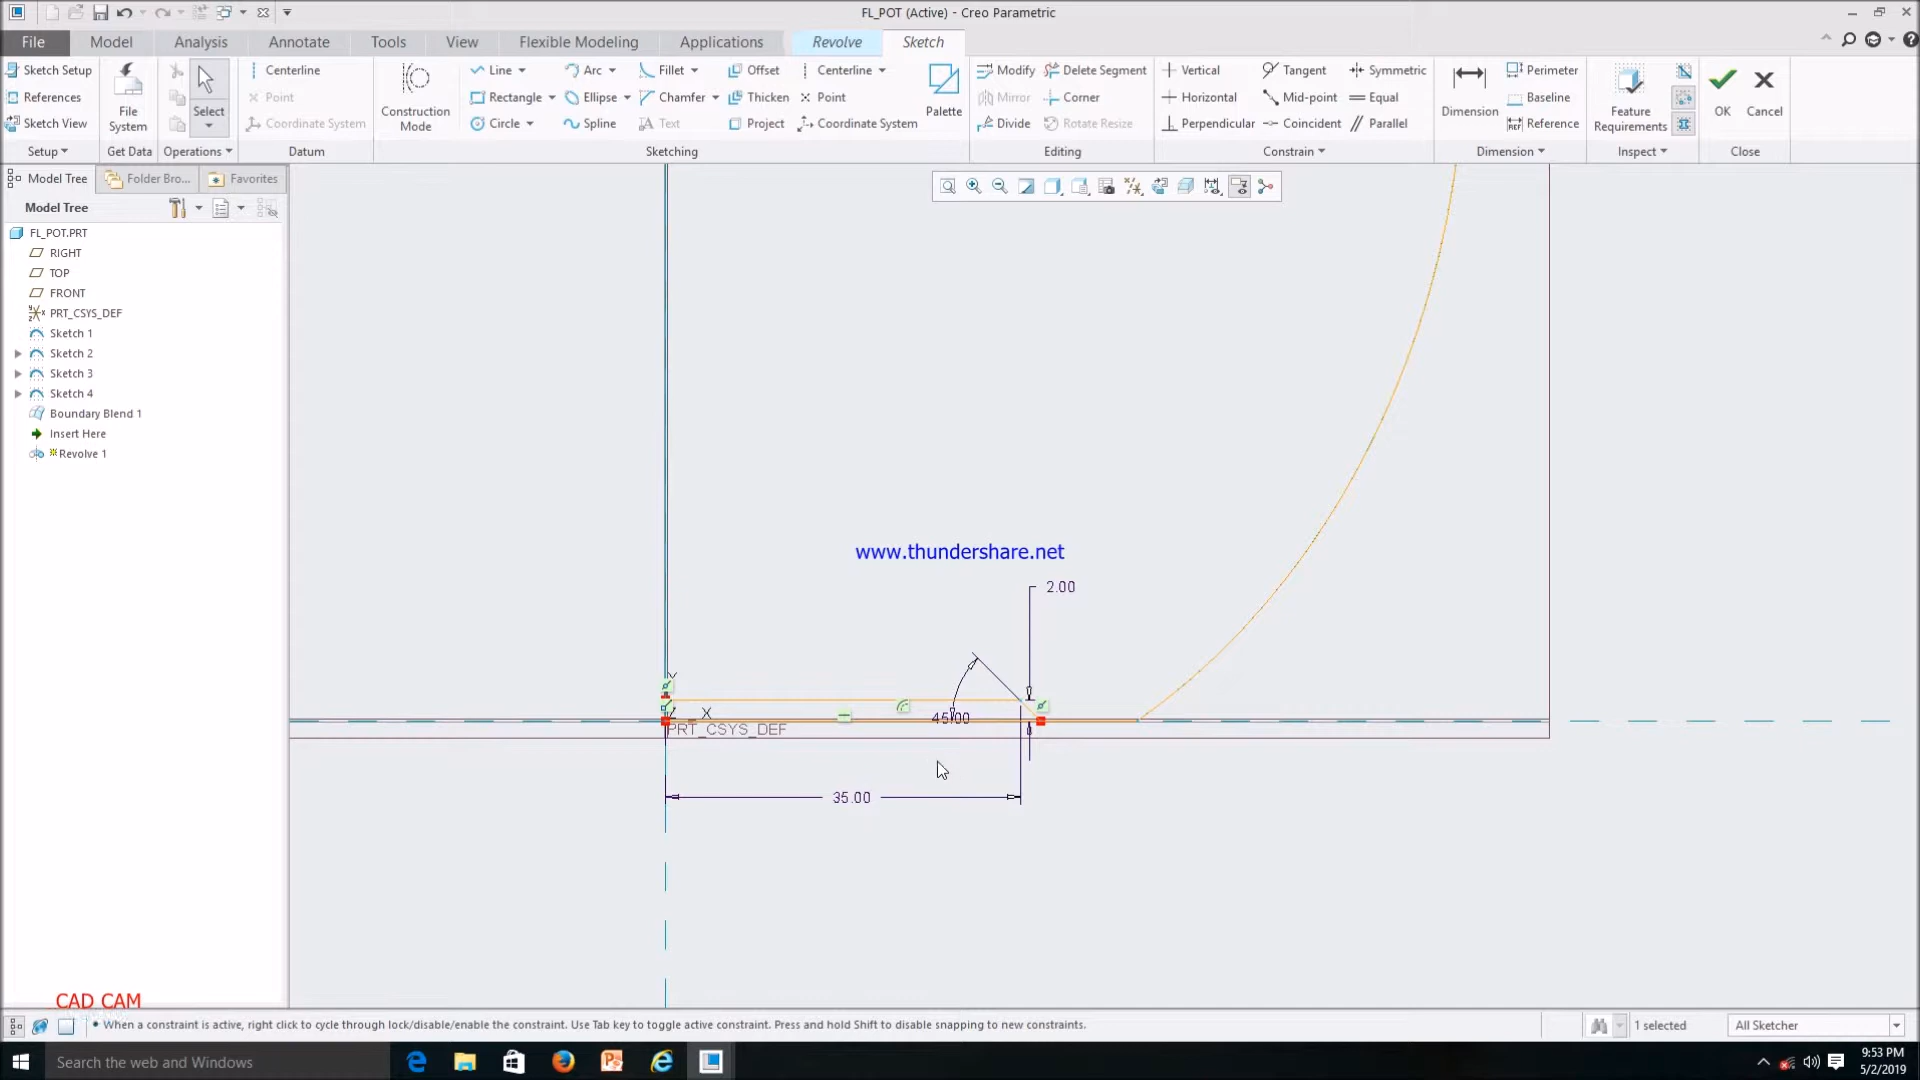 FL_POT (Active) - Creo Parametric
File Model Analysis Annotate Tools View Flexible Modeling Applications Revolve Sketch
Sketch Setup
References
Sketch View
Setup
File System
Get Data
Select
Operations
Centerline
Point
Coordinate System
Datum
Construction Mode
Line Arc Fillet Offset Centerline
Rectangle Ellipse Chamfer Thicken Point
Circle Spline Text Project Coordinate System
Palette
Sketching
Modify Delete Segment
Mirror Corner
Divide Rotate Resize
Editing
Vertical Tangent Symmetric
Horizontal Mid-point Equal
Perpendicular Coincident Parallel
Constrain
Dimension
Perimeter
Baseline
Reference
Dimension
Feature Requirements
Inspect
OK Cancel
Close
Model Tree Folder Bro... Favorites
Model Tree
FL_POT.PRT
RIGHT
TOP
FRONT
PRT_CSYS_DEF
Sketch 1
Sketch 2
Sketch 3
Sketch 4
Boundary Blend 1
Insert Here
Revolve 1
www.thundershare.net
2.00
Y
Z X
45.00
PRT_CSYS_DEF
35.00
CAD CAM
When a constraint is active, right click to cycle through lock/disable/enable the constraint. Use Tab key to toggle active constraint. Press and hold Shift to disable snapping to new constraints.
1 selected
All Sketcher
Search the web and Windows
9:53 PM
5/2/2019